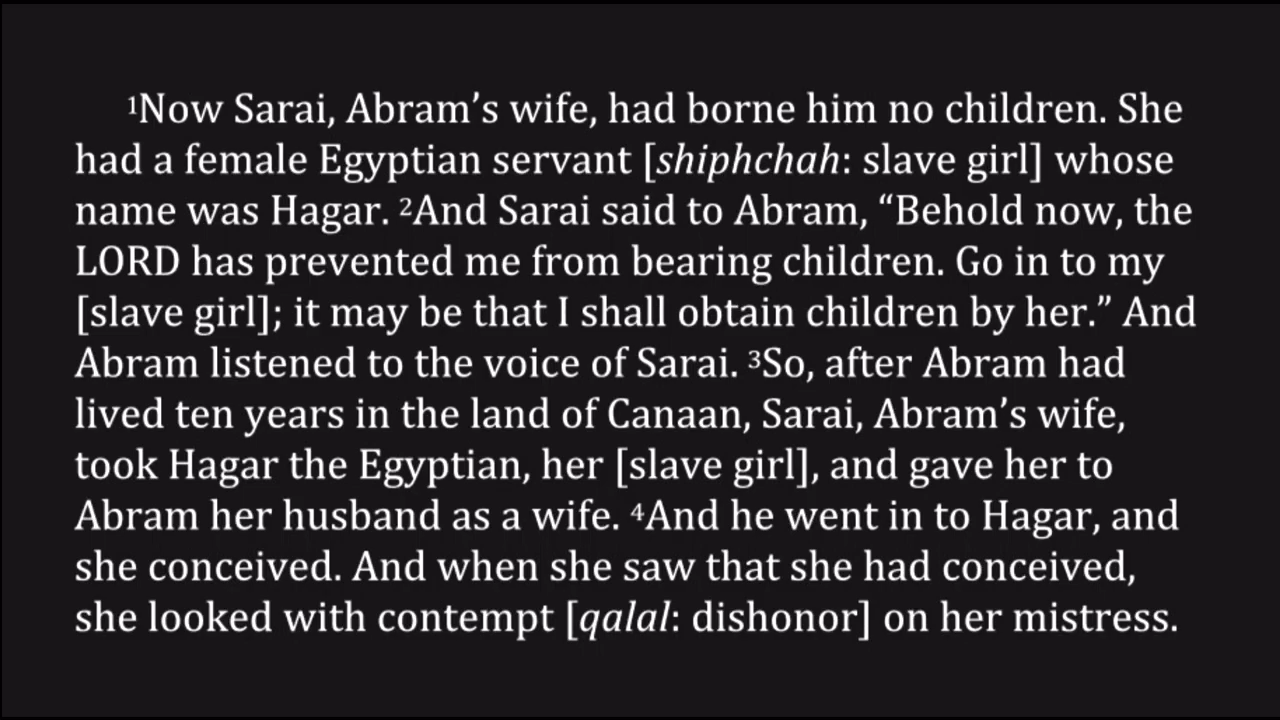 ¹Now Sarai, Abram’s wife, had borne him no children. She
had a female Egyptian servant [shiphchah: slave girl] whose
name was Hagar. ²And Sarai said to Abram, “Behold now, the
LORD has prevented me from bearing children. Go in to my
[slave girl]; it may be that I shall obtain children by her.” And
Abram listened to the voice of Sarai. ³So, after Abram had
lived ten years in the land of Canaan, Sarai, Abram’s wife,
took Hagar the Egyptian, her [slave girl], and gave her to
Abram her husband as a wife. ⁴And he went in to Hagar, and
she conceived. And when she saw that she had conceived,
she looked with contempt [qalal: dishonor] on her mistress.